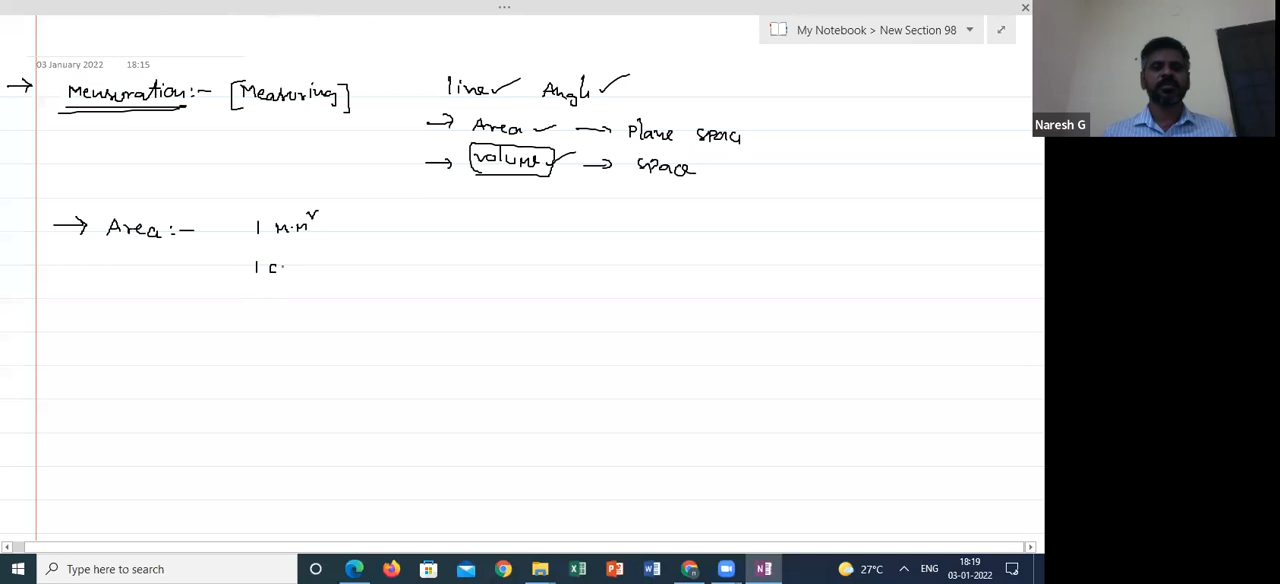 My Notebook > New Section 98
03 January 2022 18:15
→ Mensuration:- [Measuring] line✓ Angle✓
→ Area ✓ → Plane space
→ volume ✓ → space
→ Area:- 1 m.m²
1 c.
Naresh G
Type here to search
27°C ENG 18:19
03-01-2022